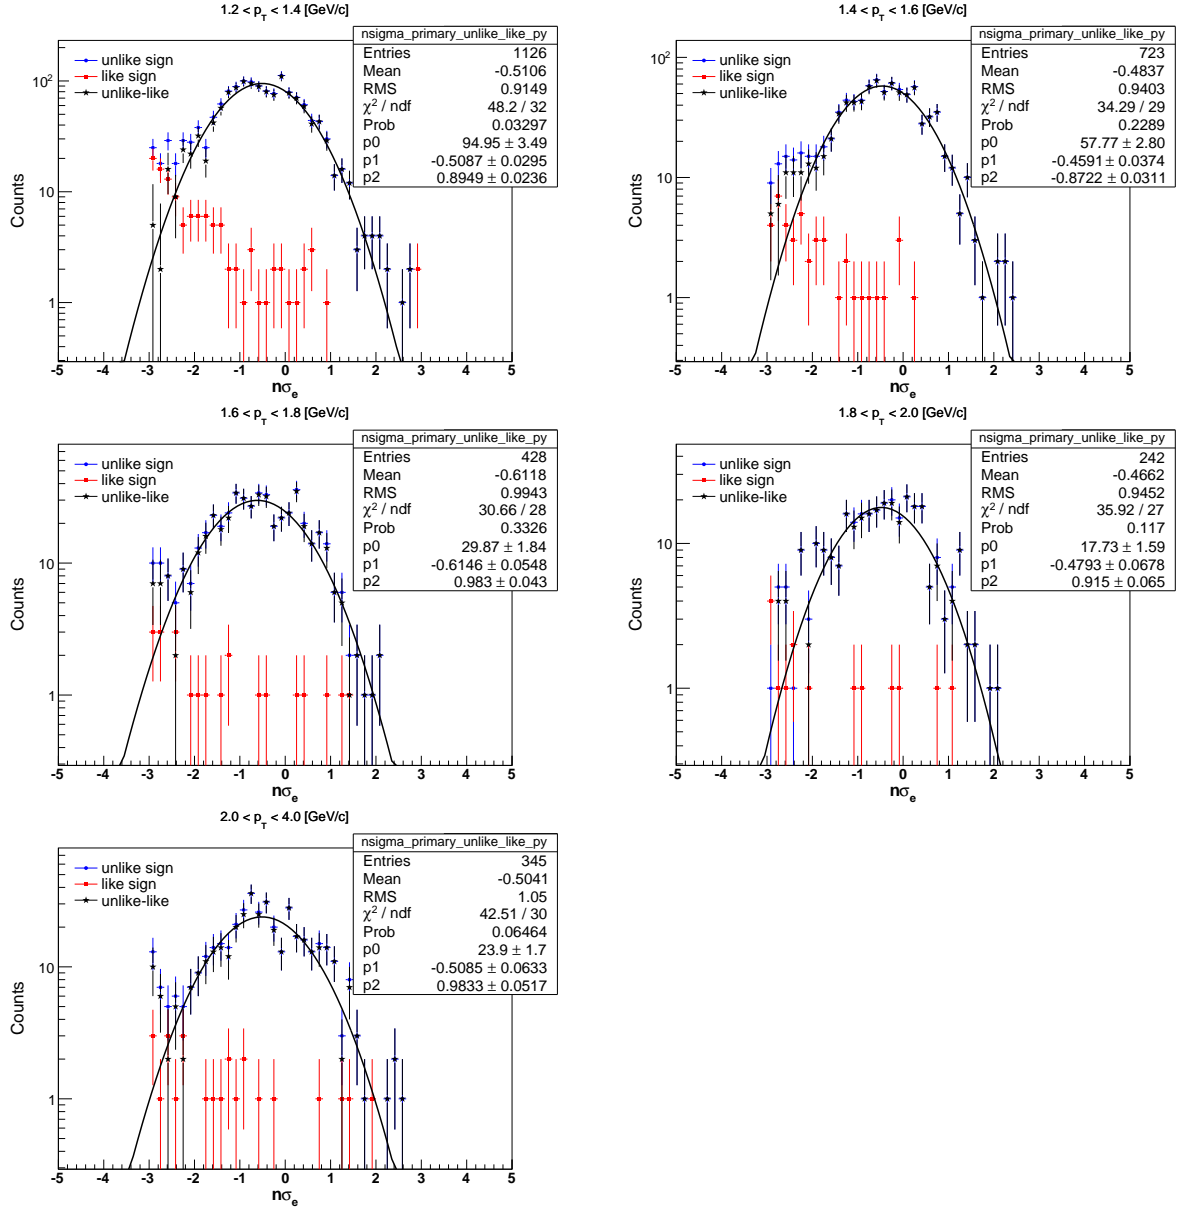 1.2 < p_T < 1.4 [GeV/c]
nsigma_primary_unlike_like_py
Entries 1126
Mean -0.5106
RMS 0.9149
χ² / ndf 48.2 / 32
Prob 0.03297
p0 94.95 ± 3.49
p1 -0.5087 ± 0.0295
p2 0.8949 ± 0.0236
unlike sign
like sign
unlike-like
Counts
10²
10
1
-5 -4 -3 -2 -1 0 1 2 3 4 5
nσ_e
1.4 < p_T < 1.6 [GeV/c]
nsigma_primary_unlike_like_py
Entries 723
Mean -0.4837
RMS 0.9403
χ² / ndf 34.29 / 29
Prob 0.2289
p0 57.77 ± 2.80
p1 -0.4591 ± 0.0374
p2 -0.8722 ± 0.0311
unlike sign
like sign
unlike-like
Counts
10²
10
1
-5 -4 -3 -2 -1 0 1 2 3 4 5
nσ_e
1.6 < p_T < 1.8 [GeV/c]
nsigma_primary_unlike_like_py
Entries 428
Mean -0.6118
RMS 0.9943
χ² / ndf 30.66 / 28
Prob 0.3326
p0 29.87 ± 1.84
p1 -0.6146 ± 0.0548
p2 0.983 ± 0.043
unlike sign
like sign
unlike-like
Counts
10
1
-5 -4 -3 -2 -1 0 1 2 3 4 5
nσ_e
1.8 < p_T < 2.0 [GeV/c]
nsigma_primary_unlike_like_py
Entries 242
Mean -0.4662
RMS 0.9452
χ² / ndf 35.92 / 27
Prob 0.117
p0 17.73 ± 1.59
p1 -0.4793 ± 0.0678
p2 0.915 ± 0.065
unlike sign
like sign
unlike-like
Counts
10
1
-5 -4 -3 -2 -1 0 1 2 3 4 5
nσ_e
2.0 < p_T < 4.0 [GeV/c]
nsigma_primary_unlike_like_py
Entries 345
Mean -0.5041
RMS 1.05
χ² / ndf 42.51 / 30
Prob 0.06464
p0 23.9 ± 1.7
p1 -0.5085 ± 0.0633
p2 0.9833 ± 0.0517
unlike sign
like sign
unlike-like
Counts
10
1
-5 -4 -3 -2 -1 0 1 2 3 4 5
nσ_e